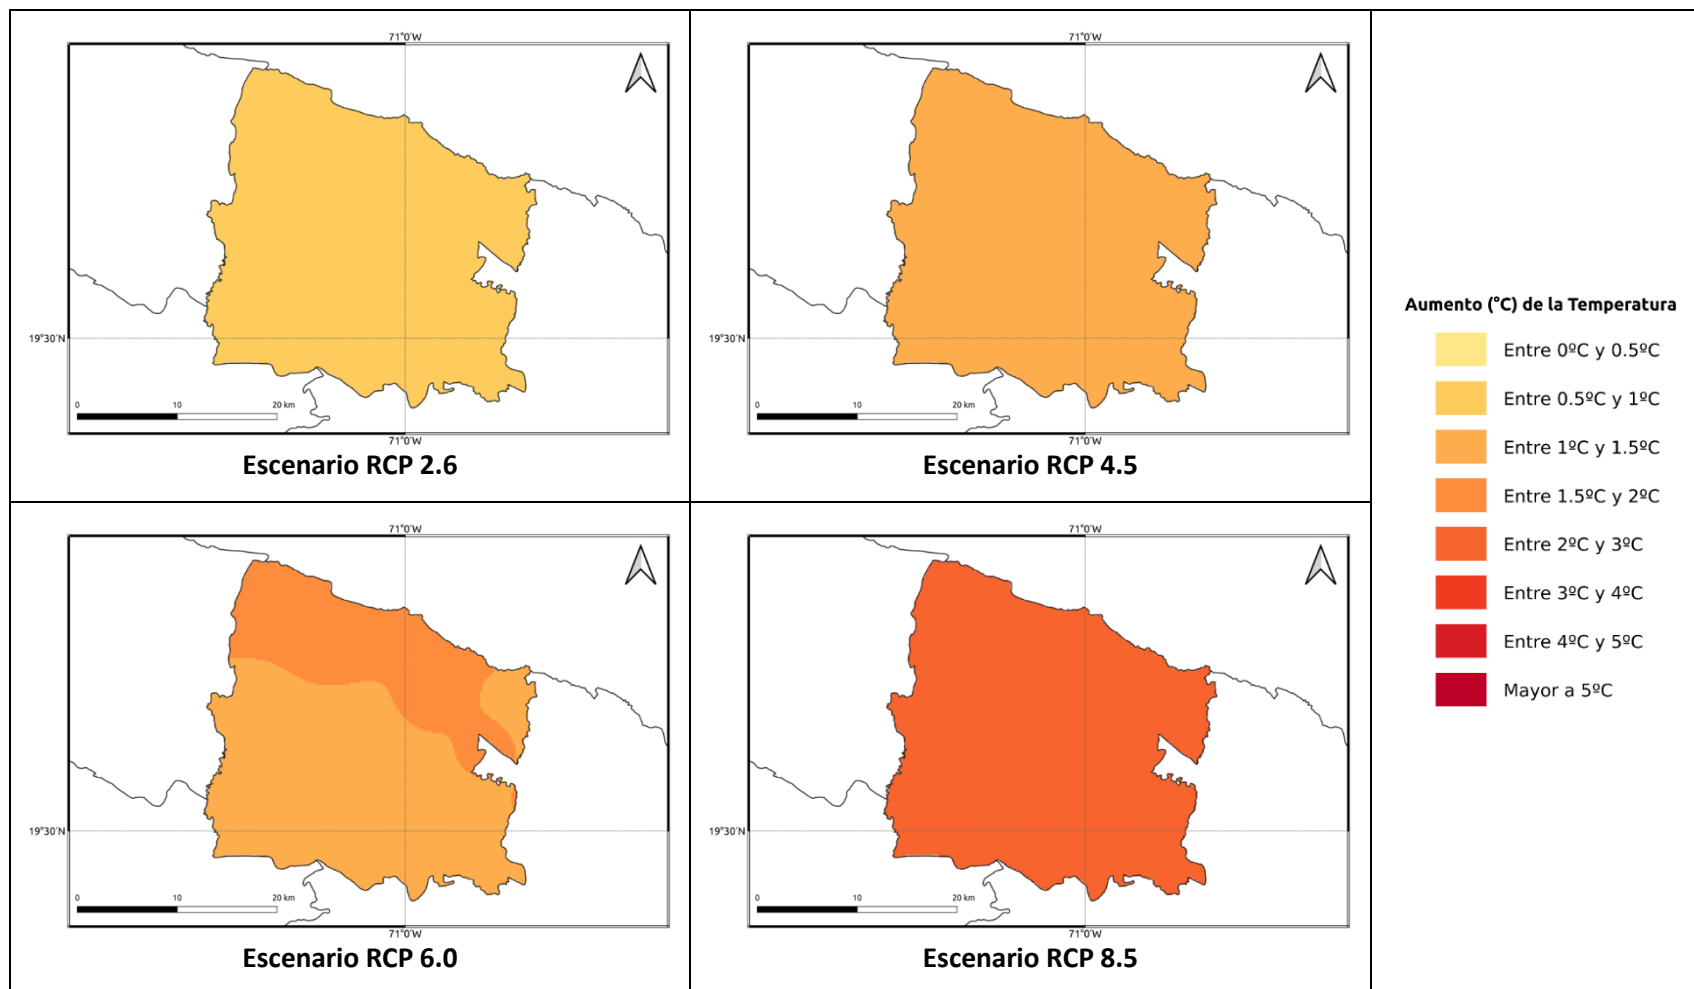 71°0'W
19°30'N
0 10 20 km
71°0'W
Escenario RCP 2.6
71°0'W
19°30'N
0 10 20 km
71°0'W
Escenario RCP 4.5
71°0'W
19°30'N
0 10 20 km
71°0'W
Escenario RCP 6.0
71°0'W
19°30'N
0 10 20 km
71°0'W
Escenario RCP 8.5
Aumento (°C) de la Temperatura
Entre 0ºC y 0.5ºC
Entre 0.5ºC y 1ºC
Entre 1ºC y 1.5ºC
Entre 1.5ºC y 2ºC
Entre 2ºC y 3ºC
Entre 3ºC y 4ºC
Entre 4ºC y 5ºC
Mayor a 5ºC